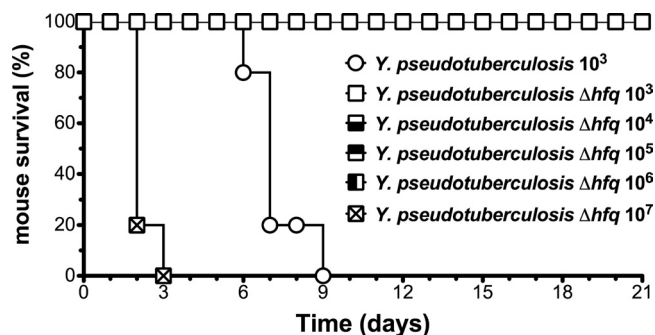 mouse survival (%)
100
80
60
40
20
0
Y. pseudotuberculosis 10³
Y. pseudotuberculosis Δhfq 10³
Y. pseudotuberculosis Δhfq 10⁴
Y. pseudotuberculosis Δhfq 10⁵
Y. pseudotuberculosis Δhfq 10⁶
Y. pseudotuberculosis Δhfq 10⁷
0 3 6 9 12 15 18 21
Time (days)